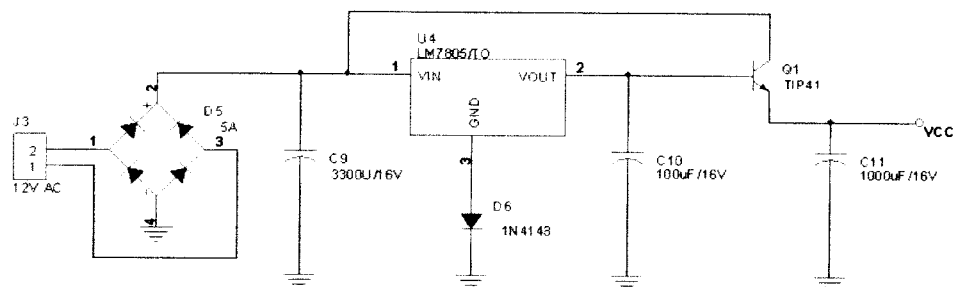 U4
LM7805/TO
1
VIN
VOUT
2
GND
3
Q1
TIP41
VCC
2
+
D5
5A
J3
1
3
2
1
12V AC
-
4
C9
3300U/16V
D6
1N4148
C10
100uF/16V
C11
1000uF/16V